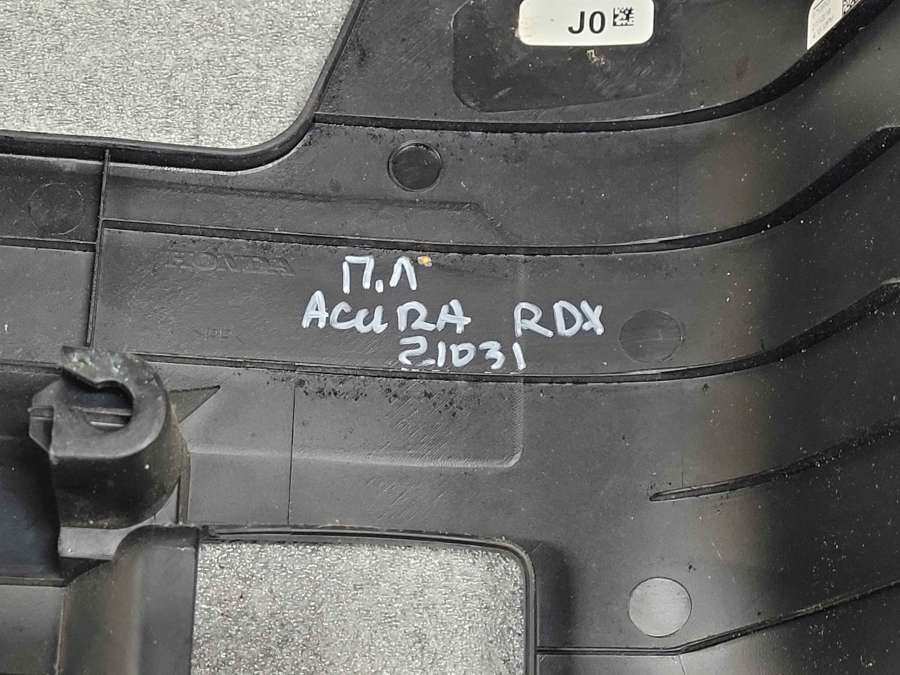 J0
HONDA
П.Л
ACURA RDX
21031